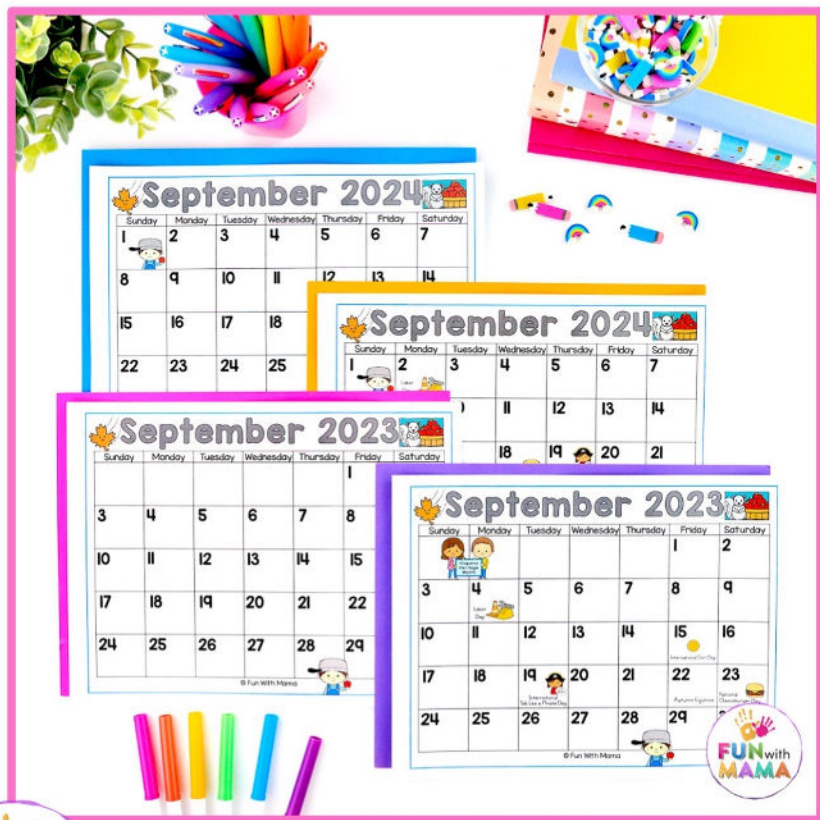 September 2024
Sunday Monday Tuesday Wednesday Thursday Friday Saturday
1 2 3 4 5 6 7
8 9 10 11 12 13 14
15 16 17 18
22 23 24 25
September 2024
Sunday Monday Tuesday Wednesday Thursday Friday Saturday
1 2 3 4 5 6 7
Labor
11 12 13 14
18 19 20 21
September 2023
Sunday Monday Tuesday Wednesday Thursday Friday Saturday
1
3 4 5 6 7 8
10 11 12 13 14 15
17 18 19 20 21 22
24 25 26 27 28 29
© Fun With Mama
September 2023
Sunday Monday Tuesday Wednesday Thursday Friday Saturday
1 2
Hispanic
Heritage
Month
3 4 5 6 7 8 9
Labor
Day
10 11 12 13 14 15 16
International Dot Day
17 18 19 20 21 22 23
International
Talk Like a Pirate Day
Autumn Equinox
National
Cheeseburger Day
24 25 26 27 28 29
© Fun With Mama
FUN with
MAMA